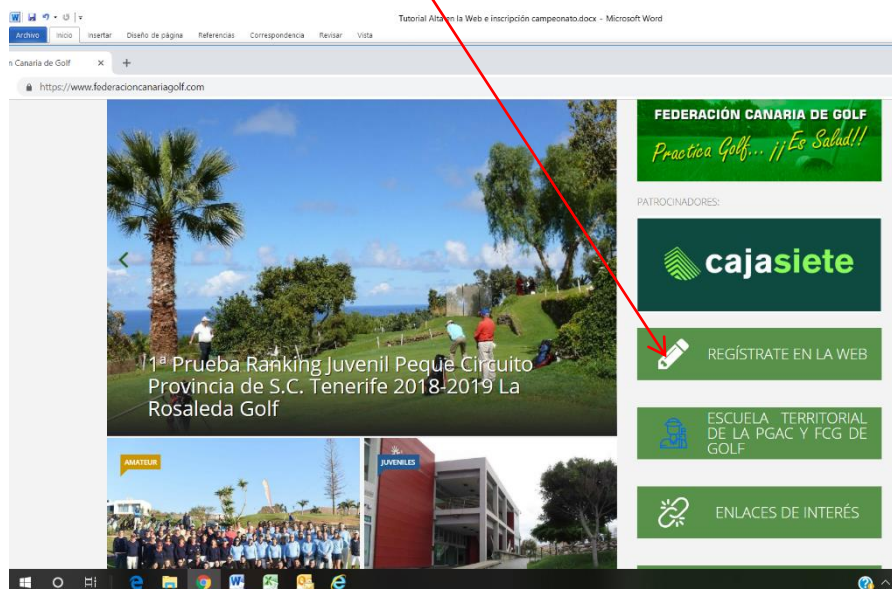 Tutorial Alta en la Web e inscripción campeonato.docx - Microsoft Word
Archivo Inicio Insertar Diseño de página Referencias Correspondencia Revisar Vista
n Canaria de Golf
https://www.federacioncanariagolf.com
FEDERACIÓN CANARIA DE GOLF
Practica Golf... ¡¡Es Salud!!
PATROCINADORES:
cajasiete
REGÍSTRATE EN LA WEB
1ª Prueba Ranking Juvenil Peque Circuito
Provincia de S.C. Tenerife 2018-2019 La
Rosaleda Golf
ESCUELA TERRITORIAL
DE LA PGAC Y FCG DE
GOLF
AMATEUR
JUVENILES
ENLACES DE INTERÉS